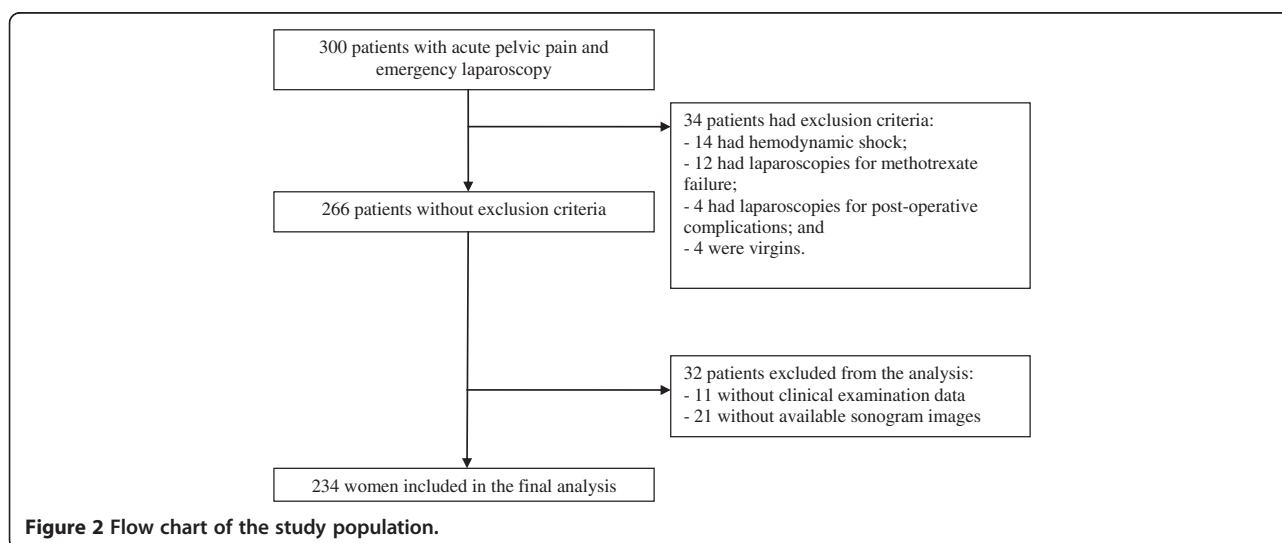 300 patients with acute pelvic pain and
emergency laparoscopy
34 patients had exclusion criteria:
- 14 had hemodynamic shock;
- 12 had laparoscopies for methotrexate
failure;
- 4 had laparoscopies for post-operative
complications; and
- 4 were virgins.
266 patients without exclusion criteria
32 patients excluded from the analysis:
- 11 without clinical examination data
- 21 without available sonogram images
234 women included in the final analysis
Figure 2 Flow chart of the study population.